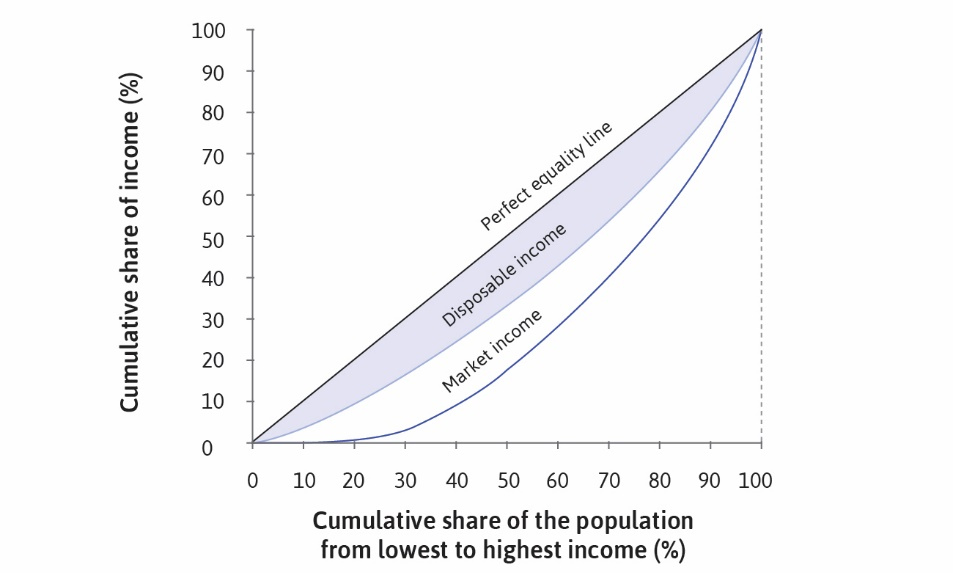 100
90
80
70
60
50
40
30
20
10
0
Cumulative share of income (%)
Perfect equality line
Disposable income
Market income
0 10 20 30 40 50 60 70 80 90 100
Cumulative share of the population
from lowest to highest income (%)